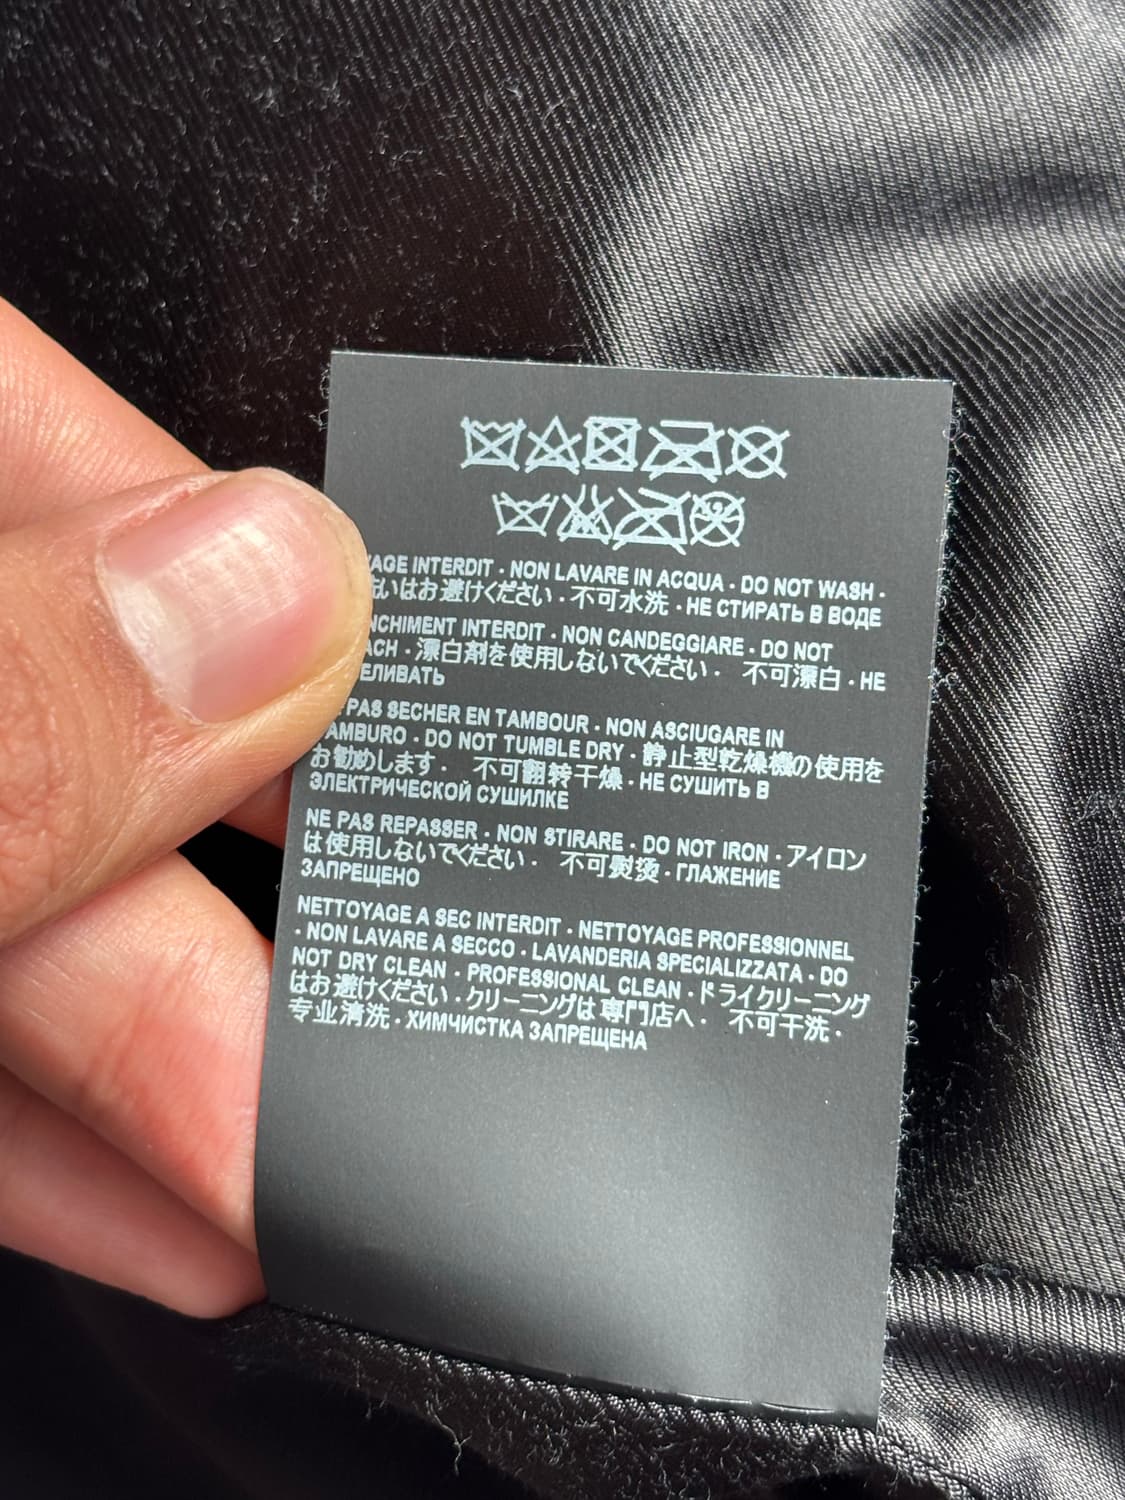 AGE INTERDIT · NON LAVARE IN ACQUA · DO NOT WASH ·
いはお避けください · 不可水洗 · НЕ СТИРАТЬ В ВОДЕ
NCHIMENT INTERDIT · NON CANDEGGIARE · DO NOT
ACH · 漂白剤を使用しないでください · 不可漂白 · НЕ
ЕЛИВАТЬ
PAS SECHER EN TAMBOUR · NON ASCIUGARE IN
AMBURO · DO NOT TUMBLE DRY · 静止型乾燥機の使用を
お勧めします · 不可翻转干燥 · НЕ СУШИТЬ В
ЭЛЕКТРИЧЕСКОЙ СУШИЛКЕ
NE PAS REPASSER · NON STIRARE · DO NOT IRON · アイロン
は使用しないでください · 不可熨烫 · ГЛАЖЕНИЕ
ЗАПРЕЩЕНО
NETTOYAGE A SEC INTERDIT · NETTOYAGE PROFESSIONNEL
· NON LAVARE A SECCO · LAVANDERIA SPECIALIZZATA · DO
NOT DRY CLEAN · PROFESSIONAL CLEAN · ドライクリーニング
はお避けください · クリーニングは専門店へ · 不可干洗 ·
专业清洗 · ХИМЧИСТКА ЗАПРЕЩЕНА